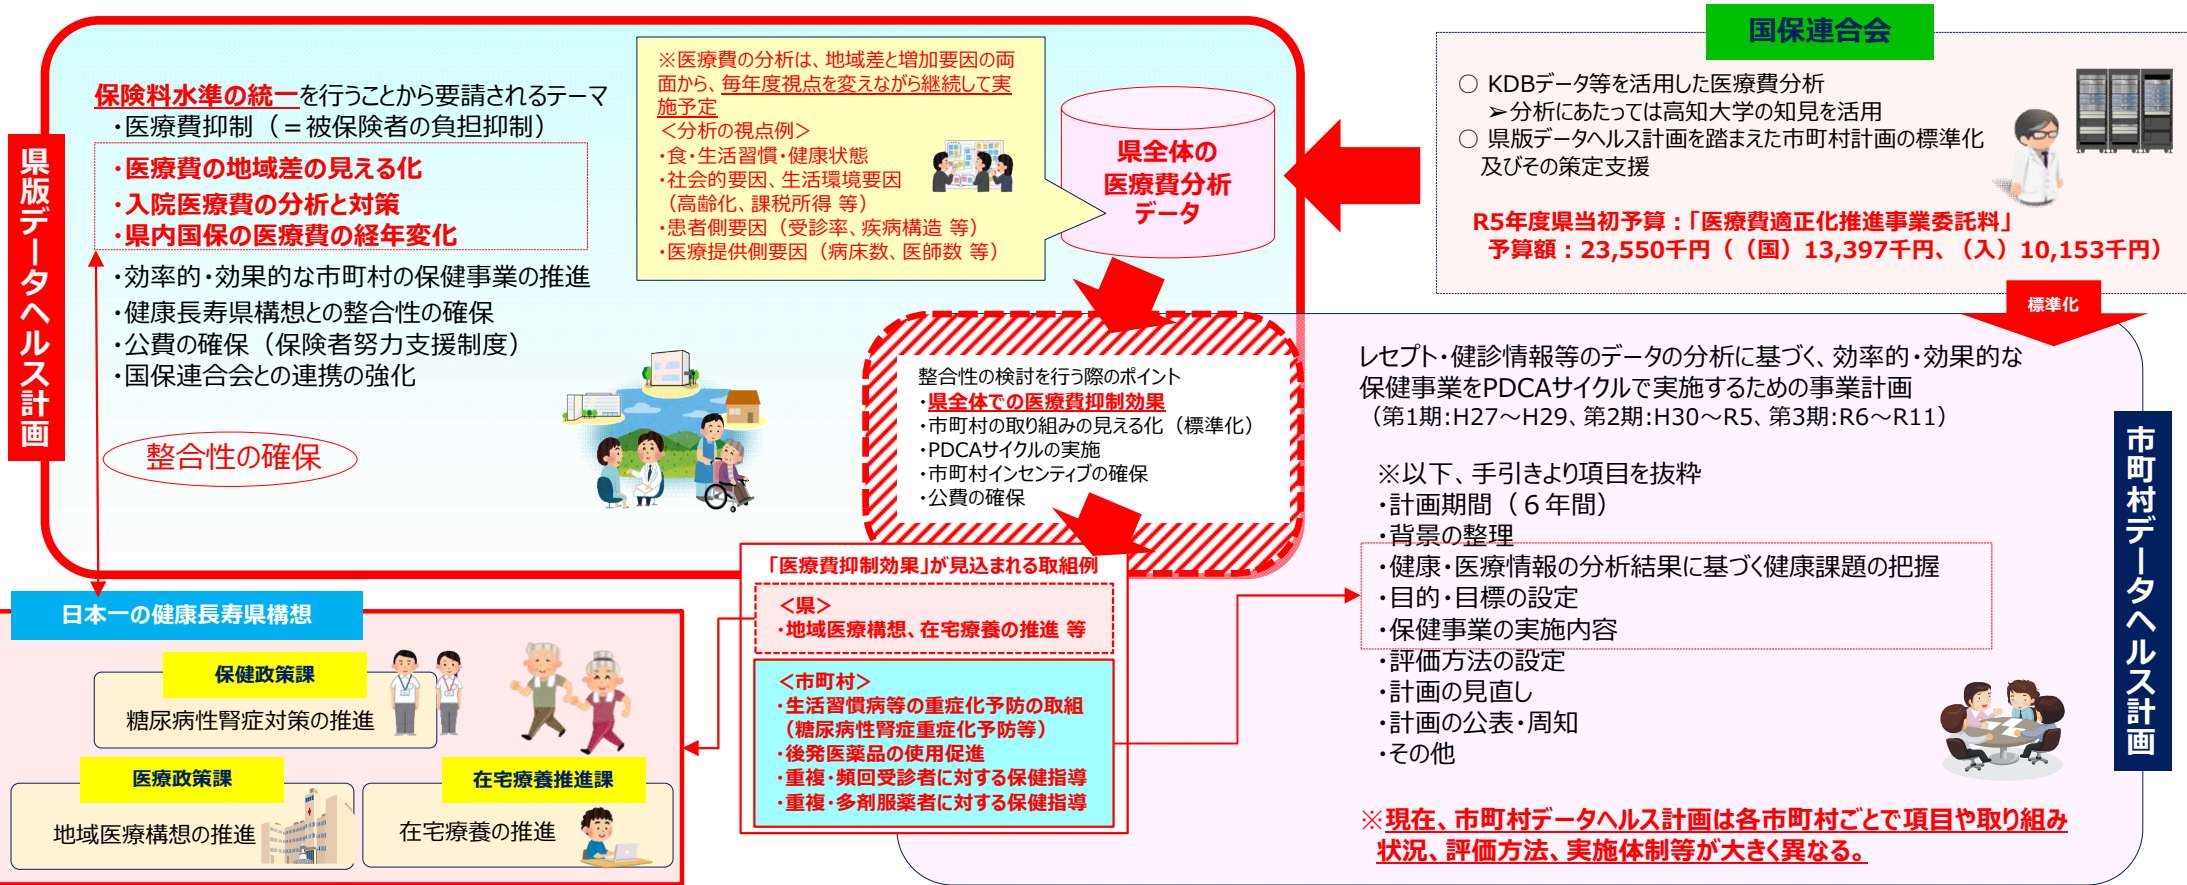 県版データヘルス計画
保険料水準の統一を行うことから要請されるテーマ
・医療費抑制（＝被保険者の負担抑制）
・医療費の地域差の見える化
・入院医療費の分析と対策
・県内国保の医療費の経年変化
・効率的・効果的な市町村の保健事業の推進
・健康長寿県構想との整合性の確保
・公費の確保（保険者努力支援制度）
・国保連合会との連携の強化
整合性の確保
※医療費の分析は、地域差と増加要因の両
面から、毎年度視点を変えながら継続して実
施予定
＜分析の視点例＞
・食・生活習慣・健康状態
・社会的要因、生活環境要因
（高齢化、課税所得 等）
・患者側要因（受診率、疾病構造 等）
・医療提供側要因（病床数、医師数 等）
県全体の
医療費分析
データ
国保連合会
○ KDBデータ等を活用した医療費分析
➢分析にあたっては高知大学の知見を活用
○ 県版データヘルス計画を踏まえた市町村計画の標準化
及びその策定支援
R5年度県当初予算：「医療費適正化推進事業委託料」
予算額：23,550千円（（国）13,397千円、（入）10,153千円）
標準化
整合性の検討を行う際のポイント
・県全体での医療費抑制効果
・市町村の取り組みの見える化（標準化）
・PDCAサイクルの実施
・市町村インセンティブの確保
・公費の確保
「医療費抑制効果」が見込まれる取組例
＜県＞
・地域医療構想、在宅療養の推進 等
＜市町村＞
・生活習慣病等の重症化予防の取組
（糖尿病性腎症重症化予防等）
・後発医薬品の使用促進
・重複・頻回受診者に対する保健指導
・重複・多剤服薬者に対する保健指導
日本一の健康長寿県構想
保健政策課
糖尿病性腎症対策の推進
医療政策課
地域医療構想の推進
在宅療養推進課
在宅療養の推進
市町村データヘルス計画
レセプト・健診情報等のデータの分析に基づく、効率的・効果的な
保健事業をPDCAサイクルで実施するための事業計画
（第1期:H27～H29、第2期:H30～R5、第3期:R6～R11）
※以下、手引きより項目を抜粋
・計画期間（６年間）
・背景の整理
・健康・医療情報の分析結果に基づく健康課題の把握
・目的・目標の設定
・保健事業の実施内容
・評価方法の設定
・計画の見直し
・計画の公表・周知
・その他
※現在、市町村データヘルス計画は各市町村ごとで項目や取り組み
状況、評価方法、実施体制等が大きく異なる。